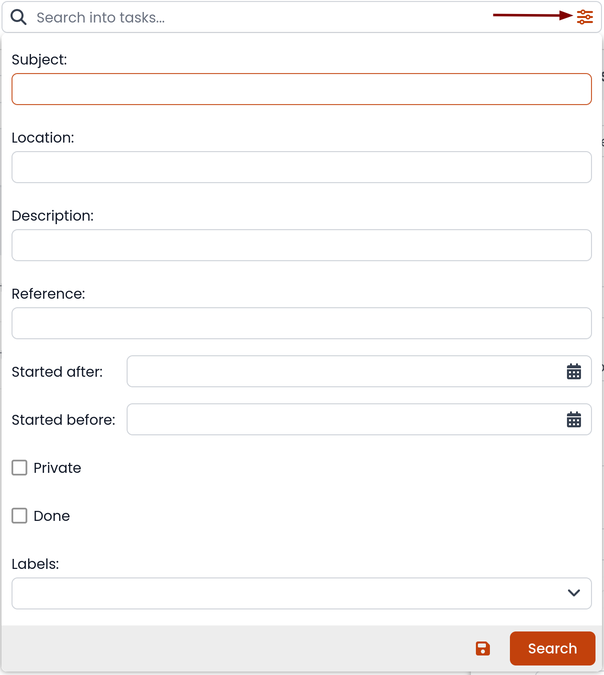 Search into tasks...
Subject:
Location:
Description:
Reference:
Started after:
Started before:
Private
Done
Labels:
Search